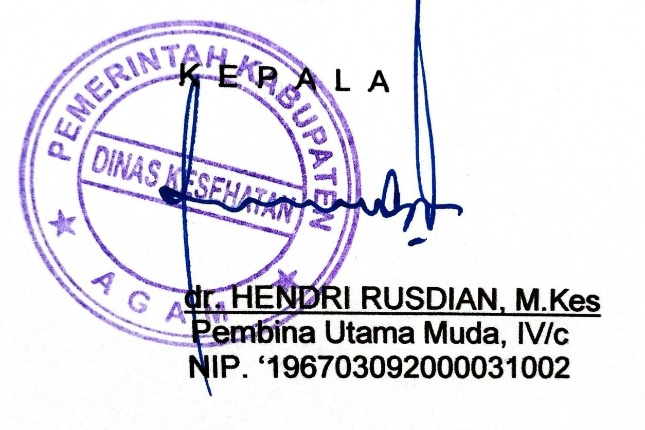 PEMERINTAH KABUPATEN
K E P A L A
DINAS KESEHATAN
AGAM
dr. HENDRI RUSDIAN, M.Kes
Pembina Utama Muda, IV/c
NIP. ‘196703092000031002